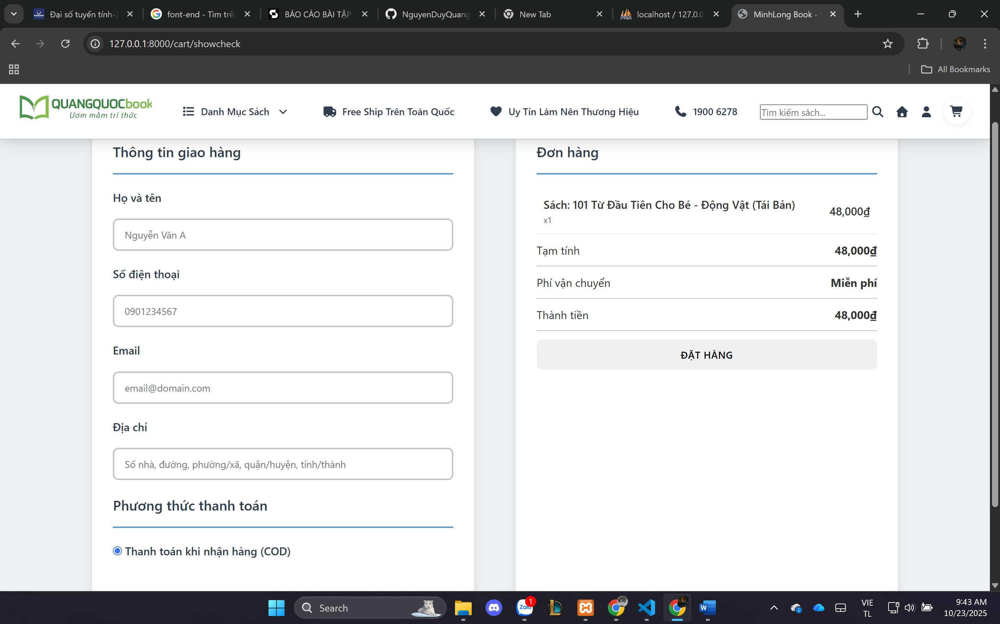 Đại số tuyến tính-2
font-end - Tìm trên
BÁO CÁO BÀI TẬP
NguyenDuyQuang
New Tab
localhost / 127.0.0
MinhLong Book -
127.0.0.1:8000/cart/showcheck
All Bookmarks
QUANGQUOCbook
Ươm mầm tri thức
Danh Mục Sách
Free Ship Trên Toàn Quốc
Uy Tín Làm Nên Thương Hiệu
1900 6278
Tìm kiếm sách...
Thông tin giao hàng
Họ và tên
Nguyễn Văn A
Số điện thoại
0901234567
Email
email@domain.com
Địa chỉ
Số nhà, đường, phường/xã, quận/huyện, tỉnh/thành
Phương thức thanh toán
Thanh toán khi nhận hàng (COD)
Đơn hàng
Sách: 101 Từ Đầu Tiên Cho Bé - Động Vật (Tái Bản)
x1
48,000₫
Tạm tính
48,000₫
Phí vận chuyển
Miễn phí
Thành tiền
48,000₫
ĐẶT HÀNG
Search
Zalo
1
VIE
TL
9:43 AM
10/23/2025